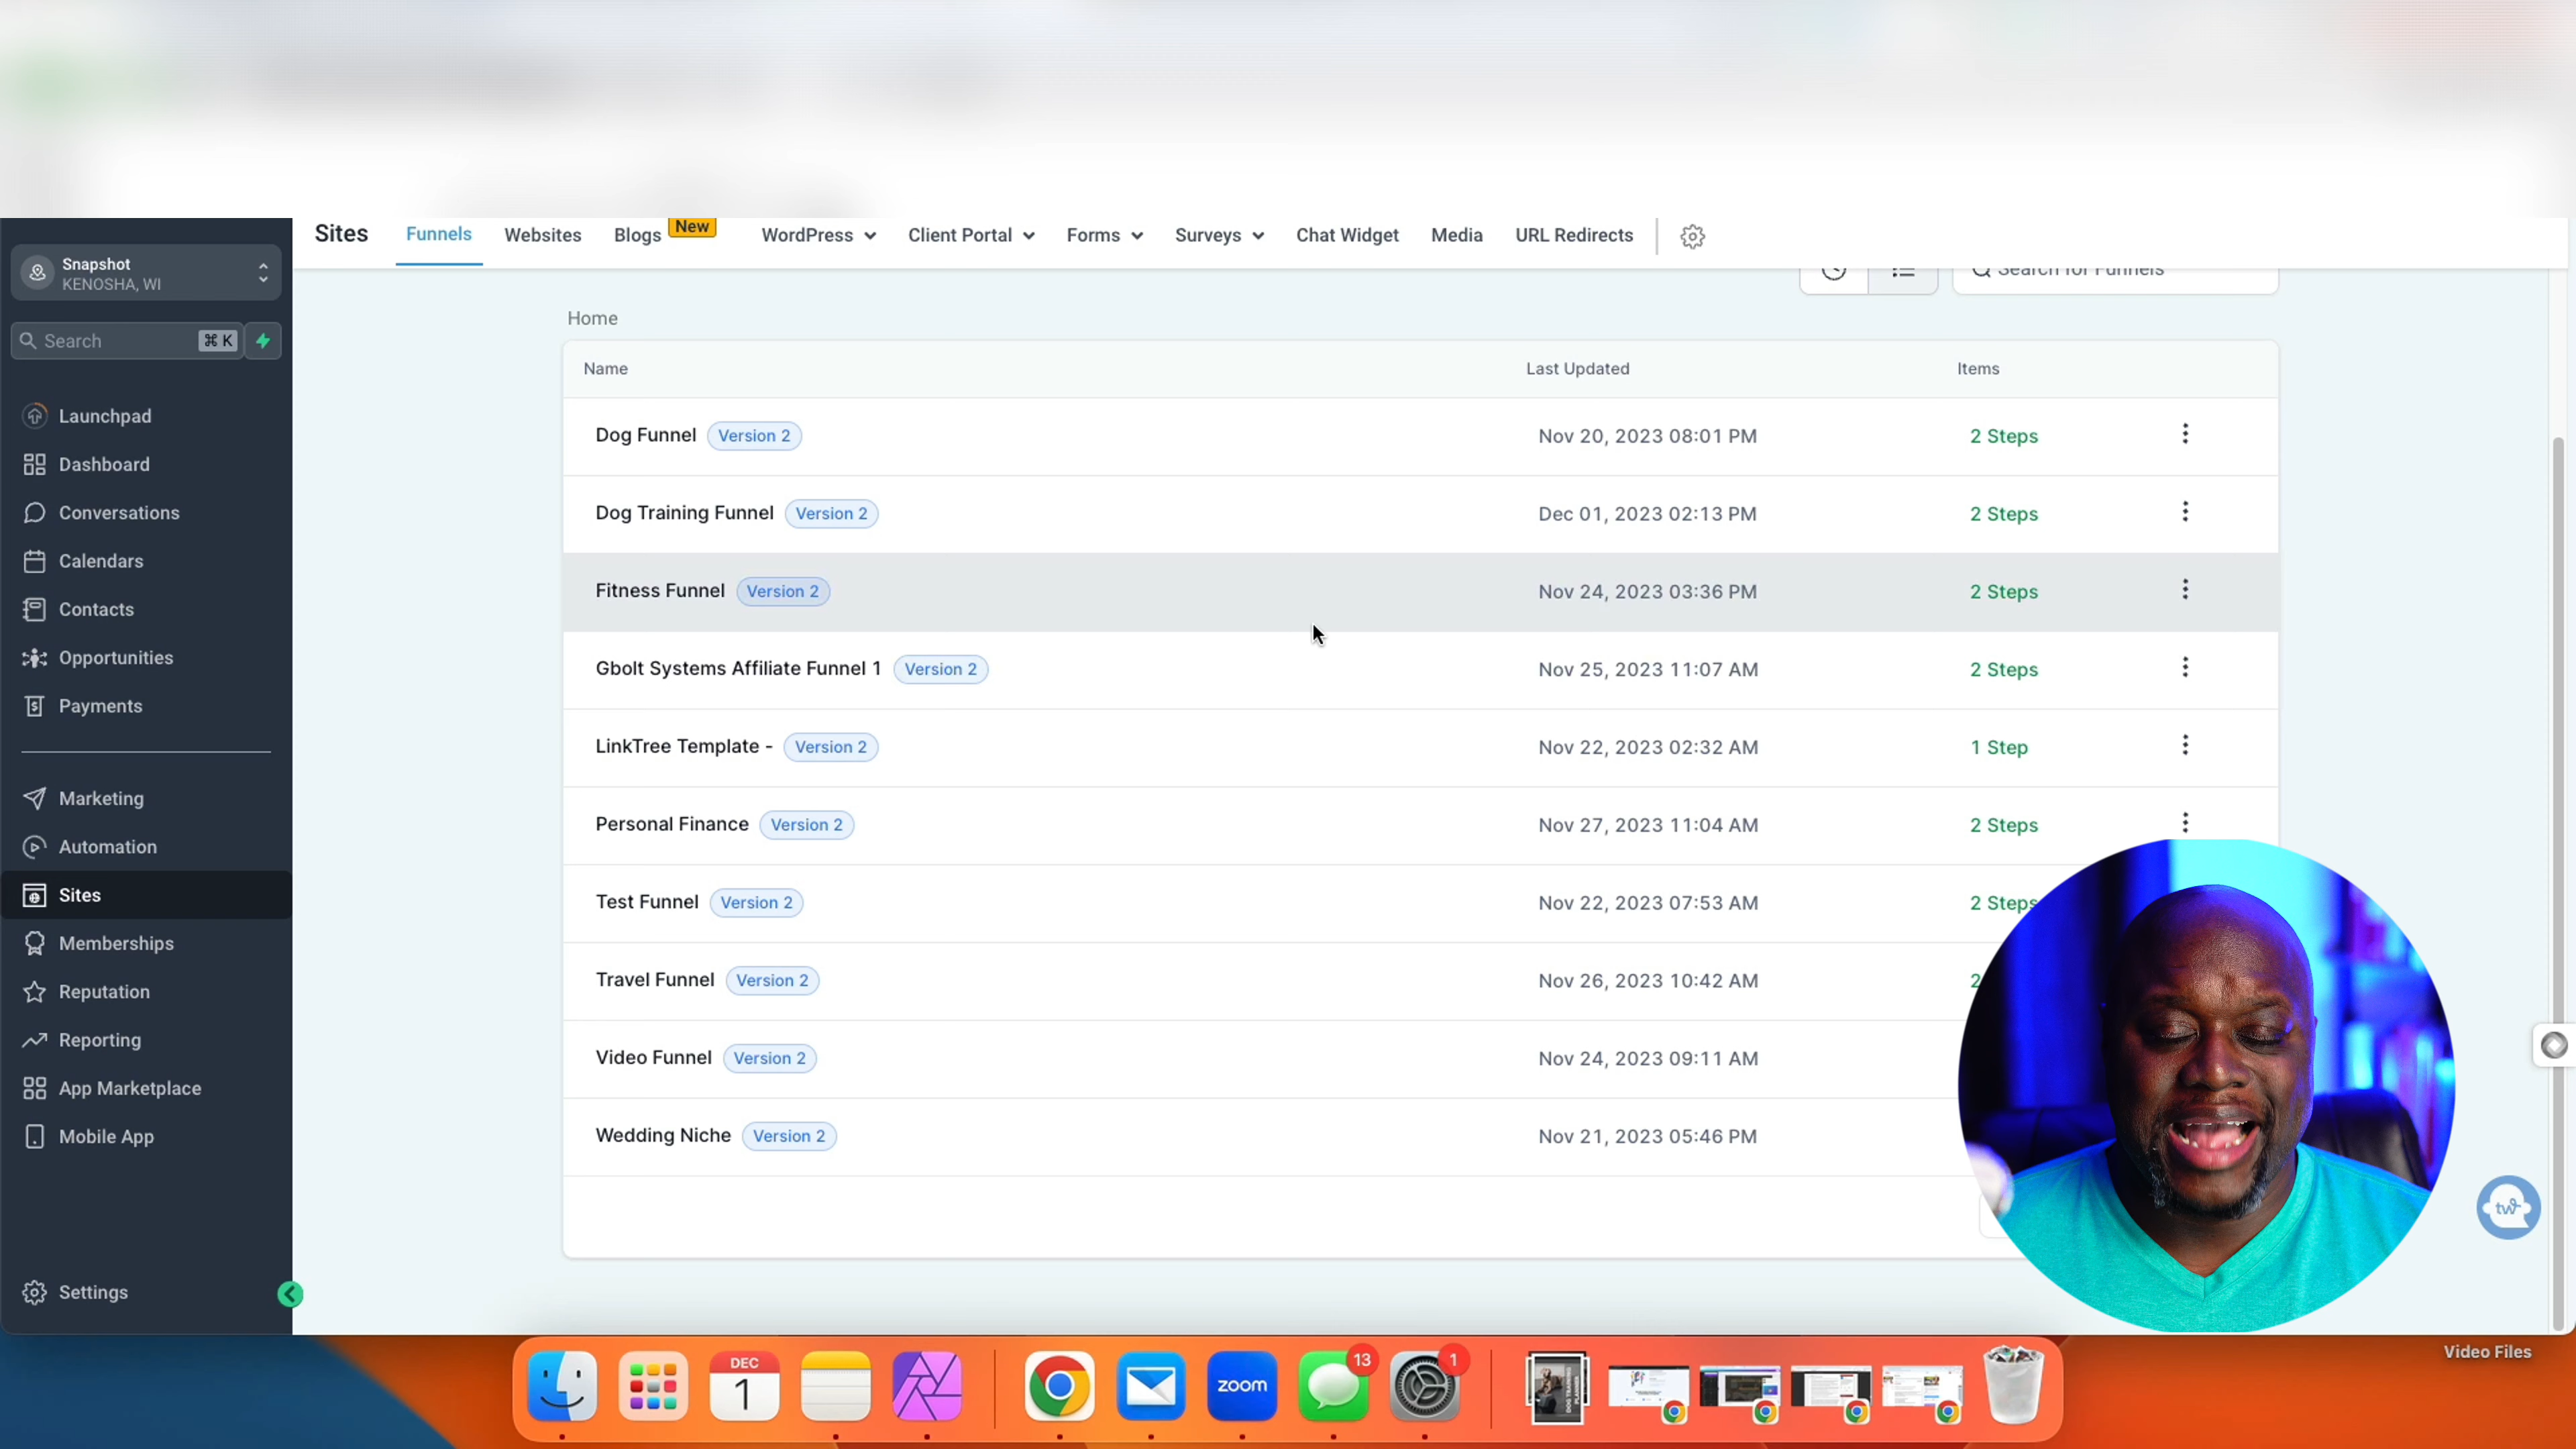 Sites
Funnels
Websites
Blogs
New
WordPress
Client Portal
Forms
Surveys
Chat Widget
Media
URL Redirects
Snapshot
KENOSHA, WI
Search
⌘ K
Launchpad
Dashboard
Conversations
Calendars
Contacts
Opportunities
Payments
Marketing
Automation
Sites
Memberships
Reputation
Reporting
App Marketplace
Mobile App
Settings
Search for Funnels
Home
Name Last Updated Items
Dog Funnel Version 2 Nov 20, 2023 08:01 PM 2 Steps
Dog Training Funnel Version 2 Dec 01, 2023 02:13 PM 2 Steps
Fitness Funnel Version 2 Nov 24, 2023 03:36 PM 2 Steps
Gbolt Systems Affiliate Funnel 1 Version 2 Nov 25, 2023 11:07 AM 2 Steps
LinkTree Template - Version 2 Nov 22, 2023 02:32 AM 1 Step
Personal Finance Version 2 Nov 27, 2023 11:04 AM 2 Steps
Test Funnel Version 2 Nov 22, 2023 07:53 AM 2 Steps
Travel Funnel Version 2 Nov 26, 2023 10:42 AM 2
Video Funnel Version 2 Nov 24, 2023 09:11 AM
Wedding Niche Version 2 Nov 21, 2023 05:46 PM
tw
Video Files
DEC
1
zoom
13
1